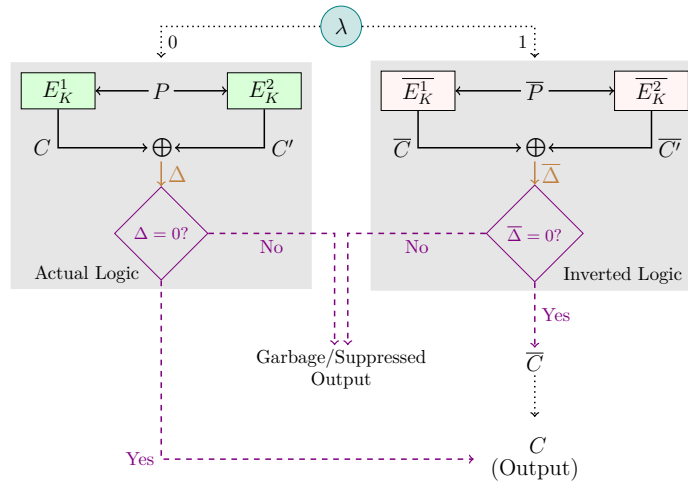 λ
0
1
$E_K^1$
P
$E_K^2$
$\overline{E_K^1}$
$\overline{P}$
$\overline{E_K^2}$
C
⊕
C′
$\overline{C}$
⊕
$\overline{C'}$
Δ
$\overline{Δ}$
Δ = 0?
No
No
$\overline{Δ}$ = 0?
Actual Logic
Inverted Logic
Yes
Garbage/Suppressed
Output
$\overline{C}$
C
(Output)
Yes